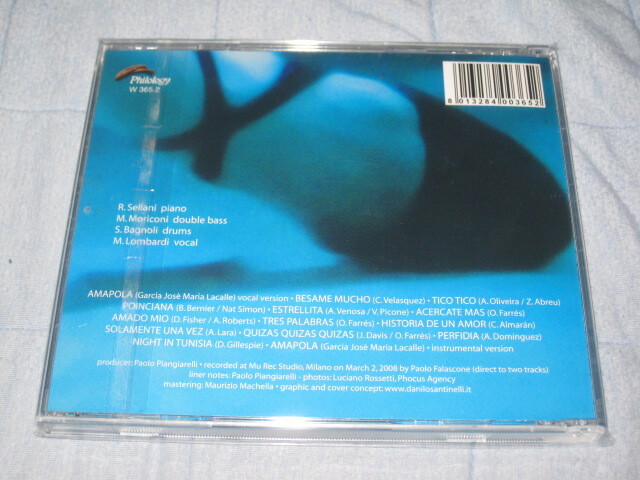 Philology
W 365.2
8 013284 003652
R. Sellani piano
M. Moriconi double bass
S. Bagnoli drums
M. Lombardi vocal
AMAPOLA (Garcia Josè Maria Lacalle) vocal version • BESAME MUCHO (C. Velasquez) • TICO TICO (A. Oliveira / Z. Abreu)
POINCIANA (B. Bernier / Nat Simon) • ESTRELLITA (A. Venosa / V. Picone) • ACERCATE MAS (O. Farrés)
AMADO MIO (D. Fisher / A. Roberts) • TRES PALABRAS (O. Farrés) • HISTORIA DE UN AMOR (C. Almarán)
SOLAMENTE UNA VEZ (A. Lara) • QUIZAS QUIZAS QUIZAS (J. Davis / O. Farrés) • PERFIDIA (A. Dominguez)
NIGHT IN TUNISIA (D. Gillespie) • AMAPOLA (Garcia Josè Maria Lacalle) • instrumental version
producer: Paolo Piangiarelli • recorded at Mu Rec Studio, Milano on March 2, 2008 by Paolo Falascone (direct to two tracks)
liner notes: Paolo Piangiarelli - photos: Luciano Rossetti, Phocus Agency
mastering: Maurizio Machella • graphic and cover concept: www.danilosantinelli.it